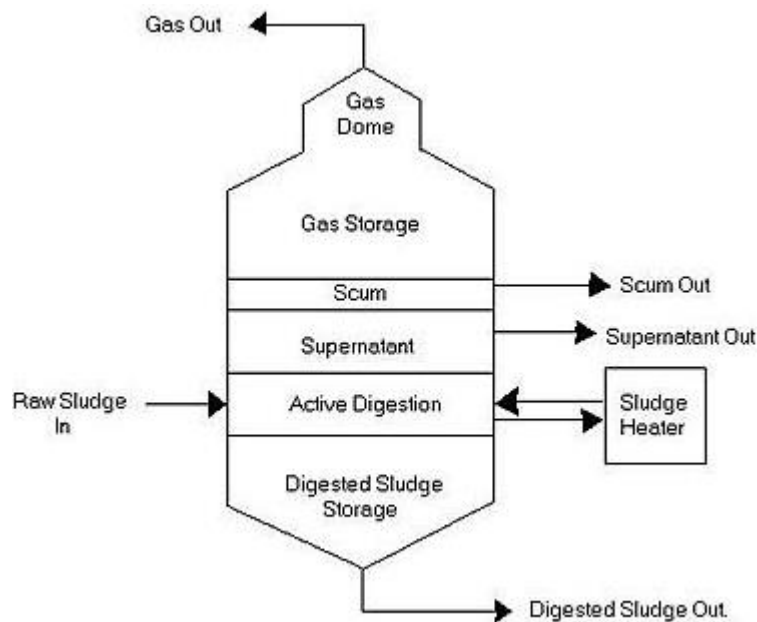 Gas Out
Gas
Dome
Gas Storage
Scum
Scum Out
Supernatant
Supernatant Out
Raw Sludge
In
Active Digestion
Sludge
Heater
Digested Sludge
Storage
Digested Sludge Out.